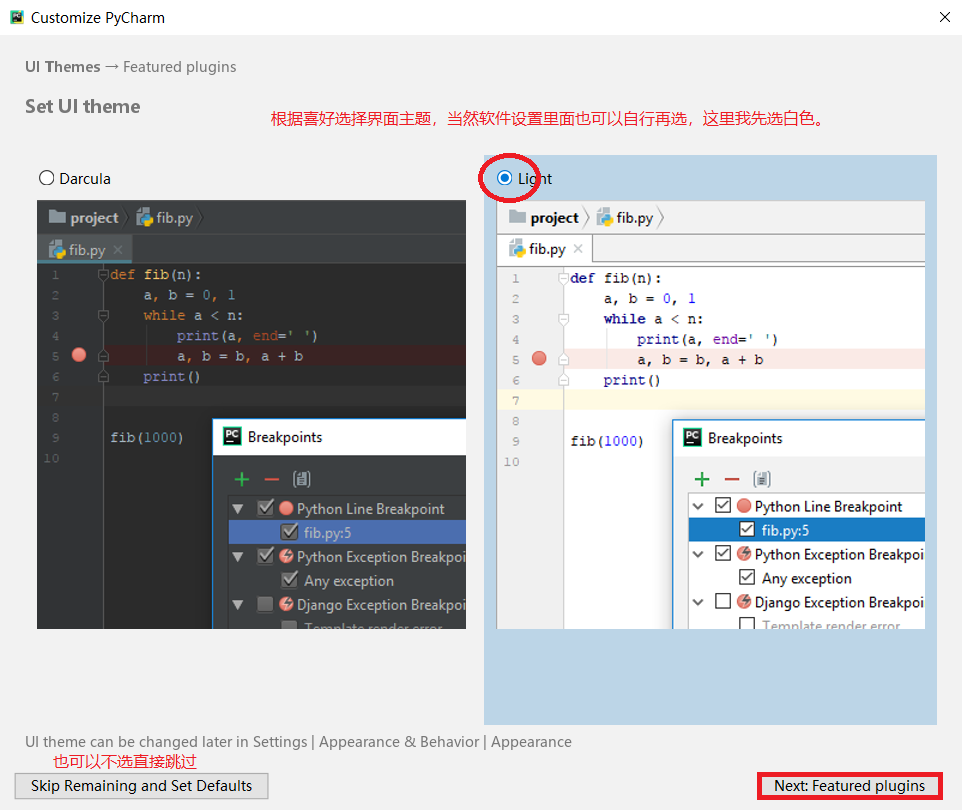 Customize PyCharm
UI Themes → Featured plugins
Set UI theme
根据喜好选择界面主题，当然软件设置里面也可以自行再选，这里我先选白色。
Darcula
project
fib.py
fib.py
1 def fib(n):
2 a, b = 0, 1
3 while a < n:
4 print(a, end=' ')
5 a, b = b, a + b
6 print()
7
8
9 fib(1000)
10
PC Breakpoints
Python Line Breakpoint
fib.py:5
Python Exception Breakpoi
Any exception
Django Exception Breakpoi
Template render error
Light
project
fib.py
fib.py
1 def fib(n):
2 a, b = 0, 1
3 while a < n:
4 print(a, end=' ')
5 a, b = b, a + b
6 print()
7
8
9 fib(1000)
10
PC Breakpoints
Python Line Breakpoint
fib.py:5
Python Exception Breakpoi
Any exception
Django Exception Breakpoi
Template render error
UI theme can be changed later in Settings | Appearance & Behavior | Appearance
也可以不选直接跳过
Skip Remaining and Set Defaults
Next: Featured plugins